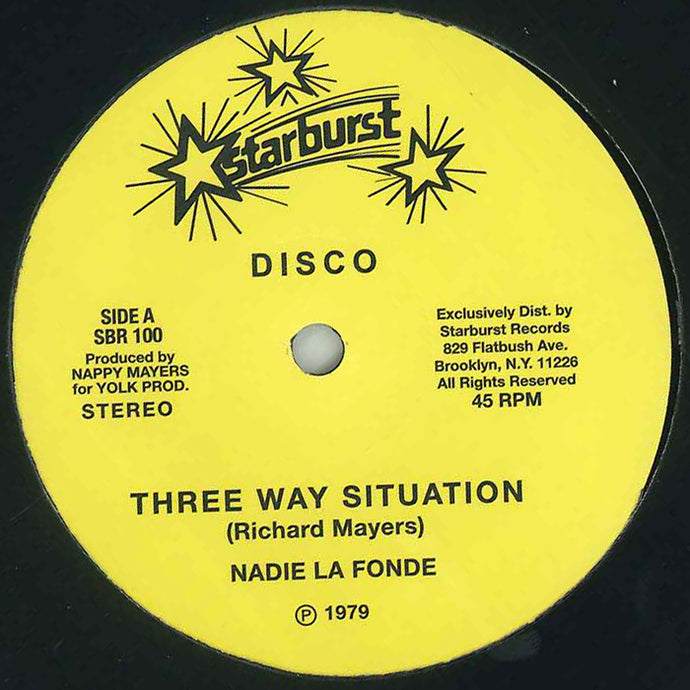 starburst
DISCO
SIDE A
SBR 100
Produced by
NAPPY MAYERS
for YOLK PROD.
STEREO
Exclusively Dist. by
Starburst Records
829 Flatbush Ave.
Brooklyn, N.Y. 11226
All Rights Reserved
45 RPM
THREE WAY SITUATION
(Richard Mayers)
NADIE LA FONDE
℗ 1979